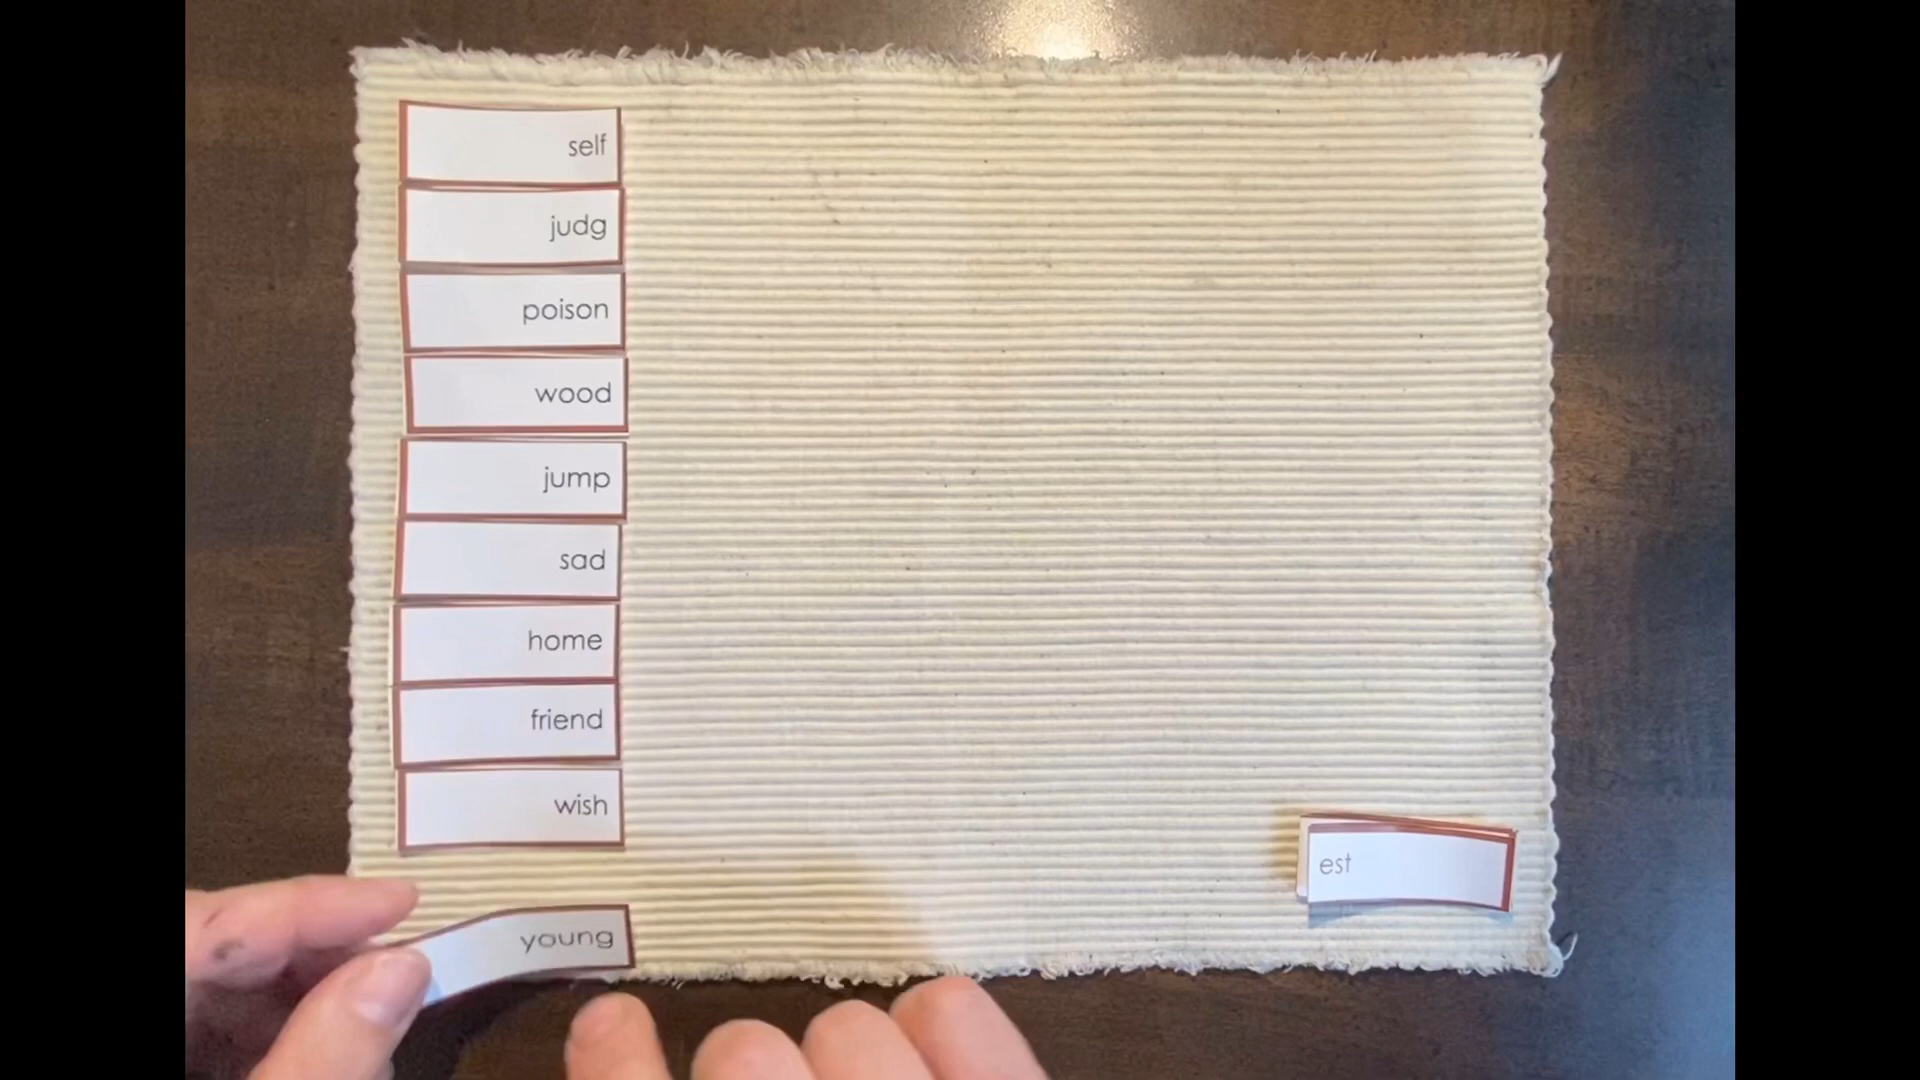 self
judg
poison
wood
jump
sad
home
friend
wish
young
est